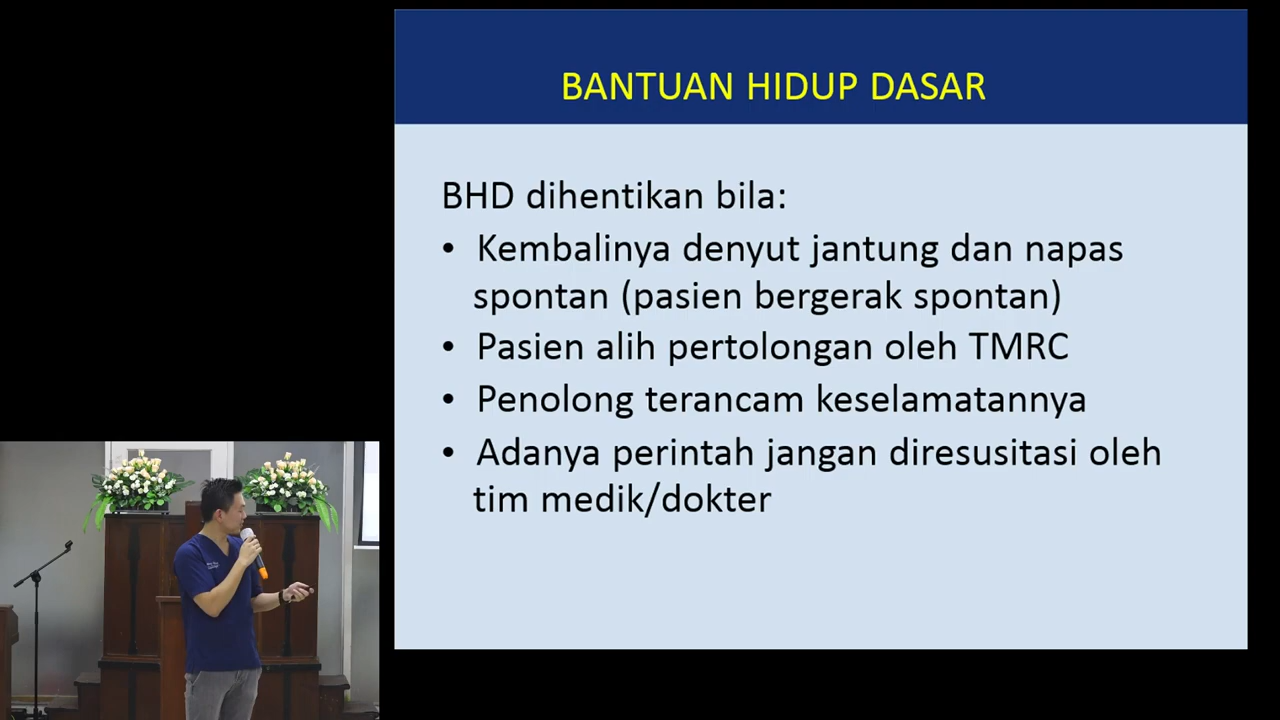 BANTUAN HIDUP DASAR
BHD dihentikan bila:
• Kembalinya denyut jantung dan napas
spontan (pasien bergerak spontan)
• Pasien alih pertolongan oleh TMRC
• Penolong terancam keselamatannya
• Adanya perintah jangan diresusitasi oleh
tim medik/dokter